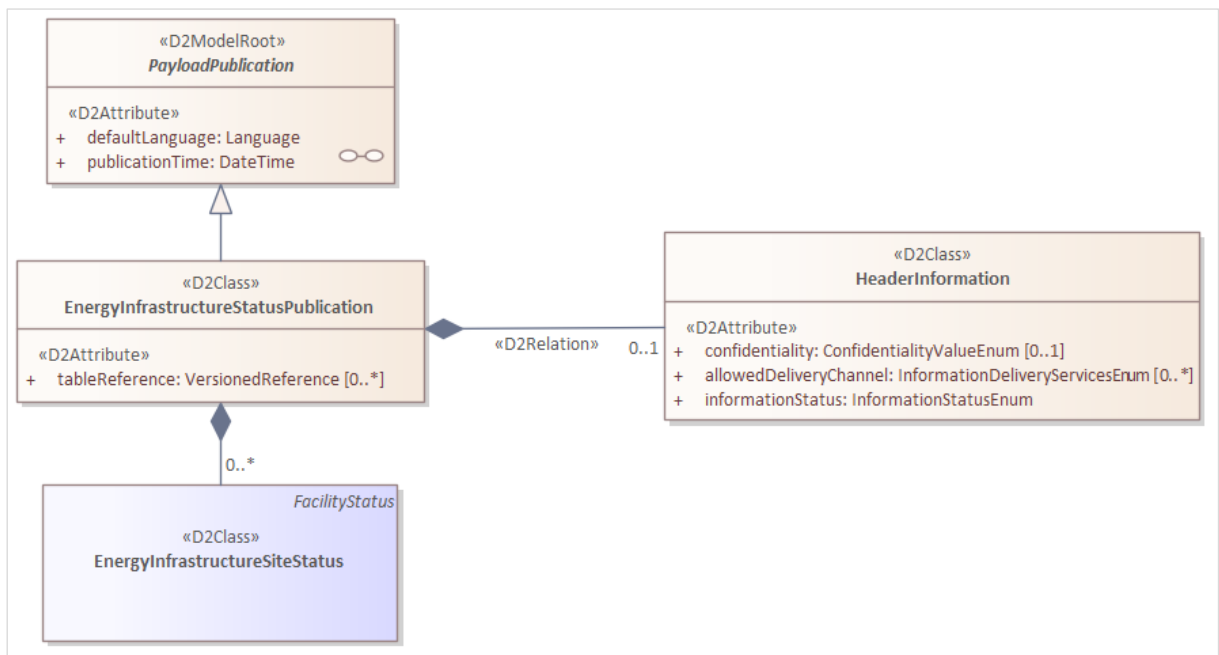 «D2ModelRoot»
PayloadPublication
«D2Attribute»
+ defaultLanguage: Language
+ publicationTime: DateTime
«D2Class»
EnergyInfrastructureStatusPublication
«D2Attribute»
+ tableReference: VersionedReference [0..*]
«D2Relation»
0..1
«D2Class»
HeaderInformation
«D2Attribute»
+ confidentiality: ConfidentialityValueEnum [0..1]
+ allowedDeliveryChannel: InformationDeliveryServicesEnum [0..*]
+ informationStatus: InformationStatusEnum
0..*
FacilityStatus
«D2Class»
EnergyInfrastructureSiteStatus